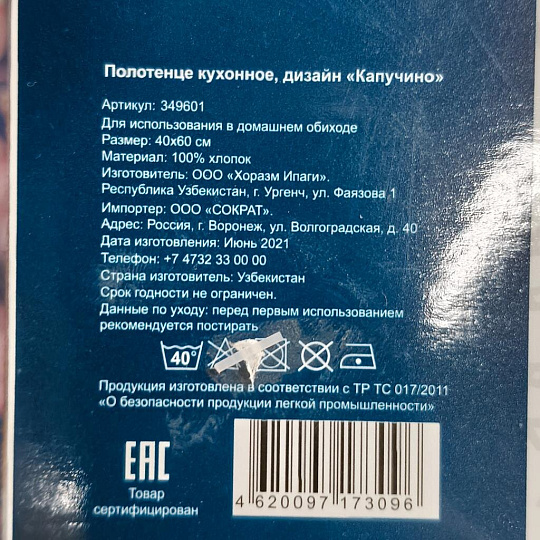 Полотенце кухонное, дизайн «Капучино»
Артикул: 349601
Для использования в домашнем обиходе
Размер: 40х60 см
Материал: 100% хлопок
Изготовитель: ООО «Хоразм Ипаги».
Республика Узбекистан, г. Ургенч, ул. Фаязова 1
Импортер: ООО «СОКРАТ».
Адрес: Россия, г. Воронеж, ул. Волгоградская, д. 40
Дата изготовления: Июнь 2021
Телефон: +7 4732 33 00 00
Страна изготовитель: Узбекистан
Срок годности не ограничен.
Данные по уходу: перед первым использованием
рекомендуется постирать
40°
Продукция изготовлена в соответствии с ТР ТС 017/2011
«О безопасности продукции легкой промышленности»
EAC
Товар
сертифицирован
4 620097 173096